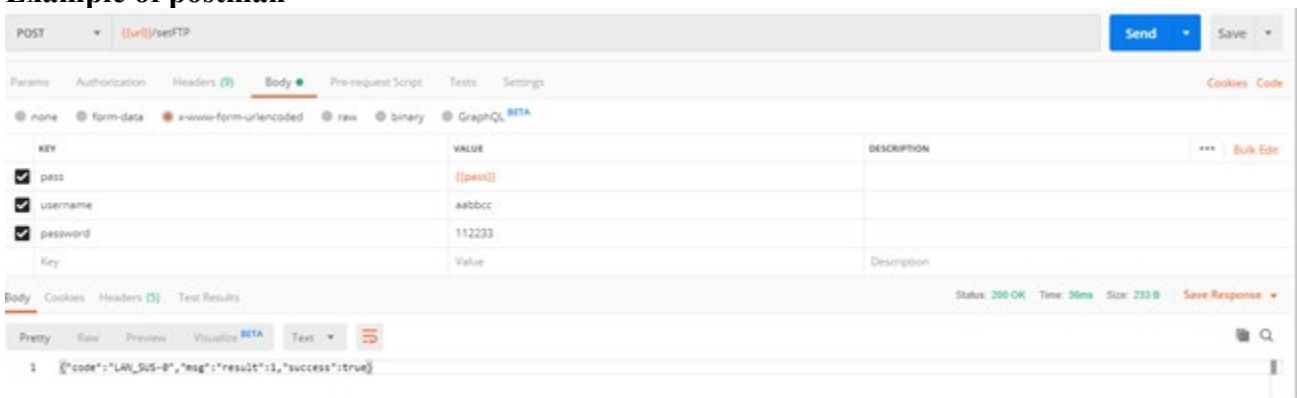 Example of postman
POST {{url}}/setFTP Send Save
Params Authorization Headers (9) Body Pre-request Script Tests Settings Cookies Code
none form-data x-www-form-urlencoded raw binary GraphQL BETA
KEY VALUE DESCRIPTION ••• Bulk Edit
pass {{pass}}
username aabbcc
password 112233
Key Value Description
Body Cookies Headers (5) Test Results Status: 200 OK Time: 36ms Size: 233 B Save Response
Pretty Raw Preview Visualize BETA Text
1 {"code":"LAN_SUS-0","msg":"result":1,"success":true}